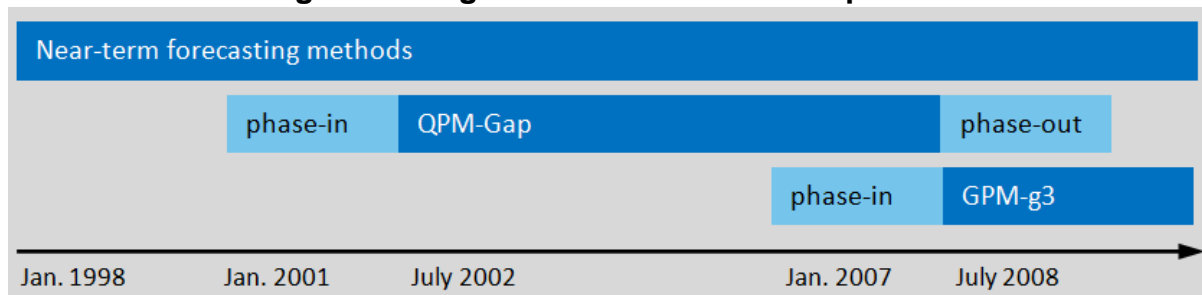 Near-term forecasting methods
phase-in QPM-Gap phase-out
phase-in GPM-g3
Jan. 1998 Jan. 2001 July 2002 Jan. 2007 July 2008